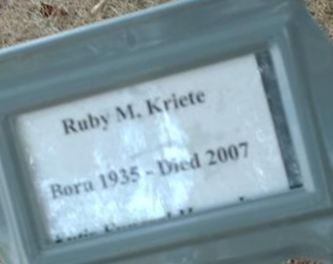 Ruby M. Kriete
Born 1935 - Died 2007